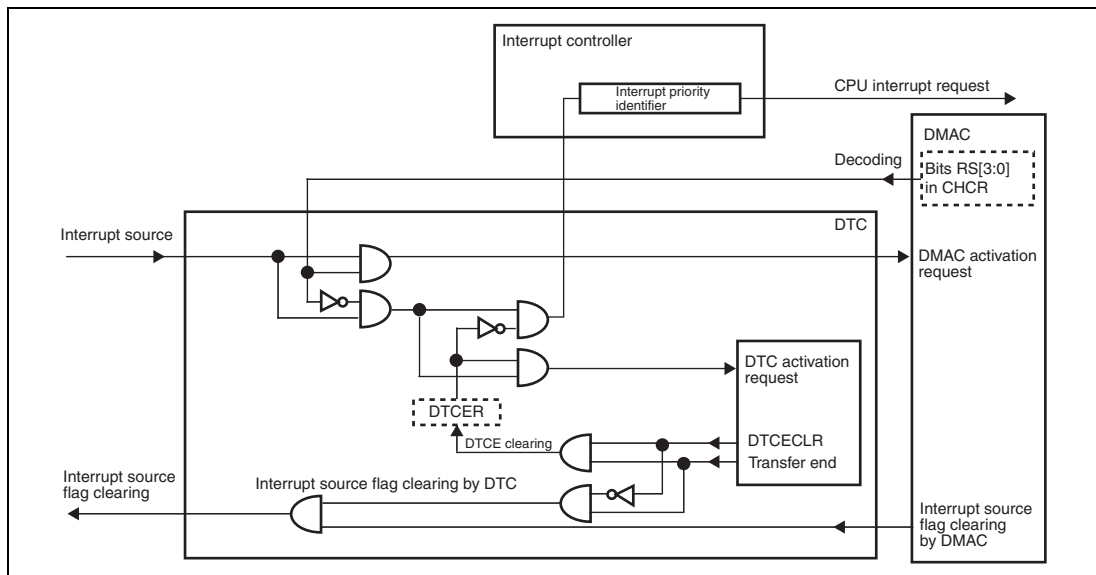 Interrupt controller
Interrupt priority
identifier
CPU interrupt request
DMAC
Decoding
Bits RS[3:0]
in CHCR
DTC
Interrupt source
DMAC activation
request
DTC activation
request
DTCER
DTCE clearing
DTCECLR
Transfer end
Interrupt source
flag clearing
Interrupt source flag clearing by DTC
Interrupt source
flag clearing
by DMAC